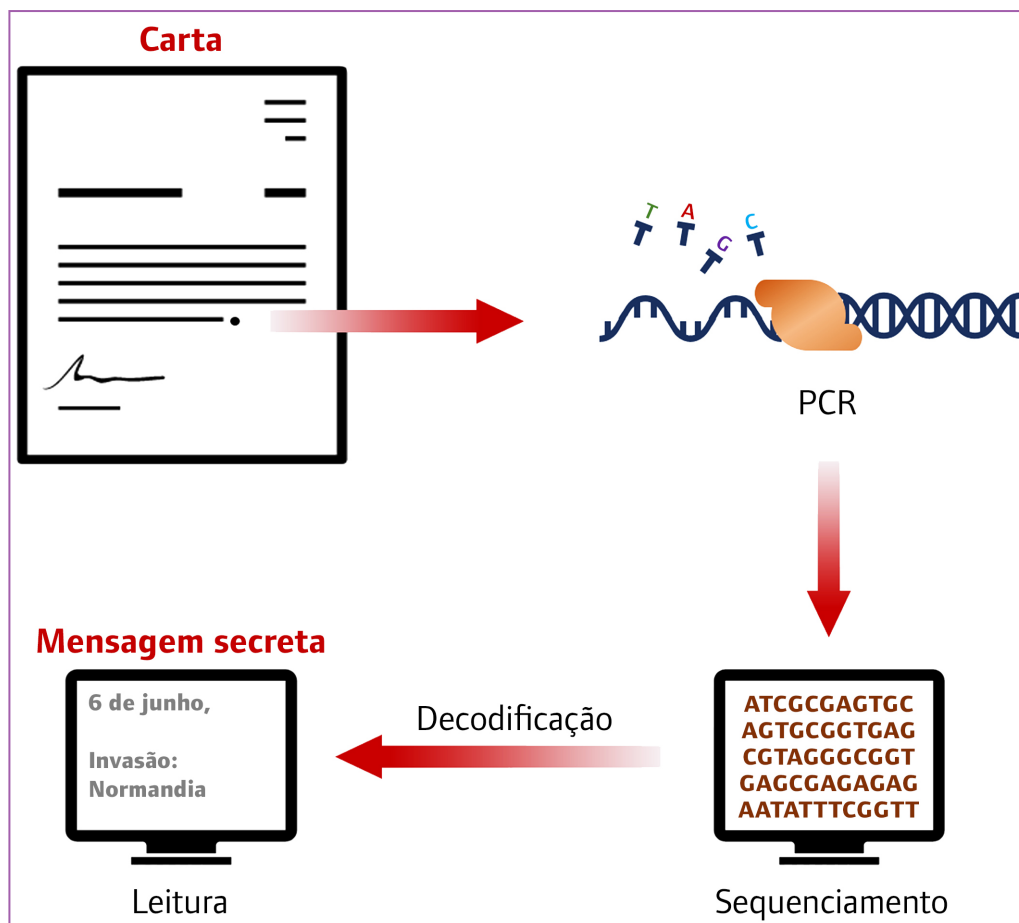 Carta
T A G C
PCR
Mensagem secreta
6 de junho,
Invasão:
Normandia
Leitura
Decodificação
ATCGCGAGTGC
AGTGCGGTGAG
CGTAGGGCGGT
GAGCGAGAGAG
AATATTTCGGTT
Sequenciamento